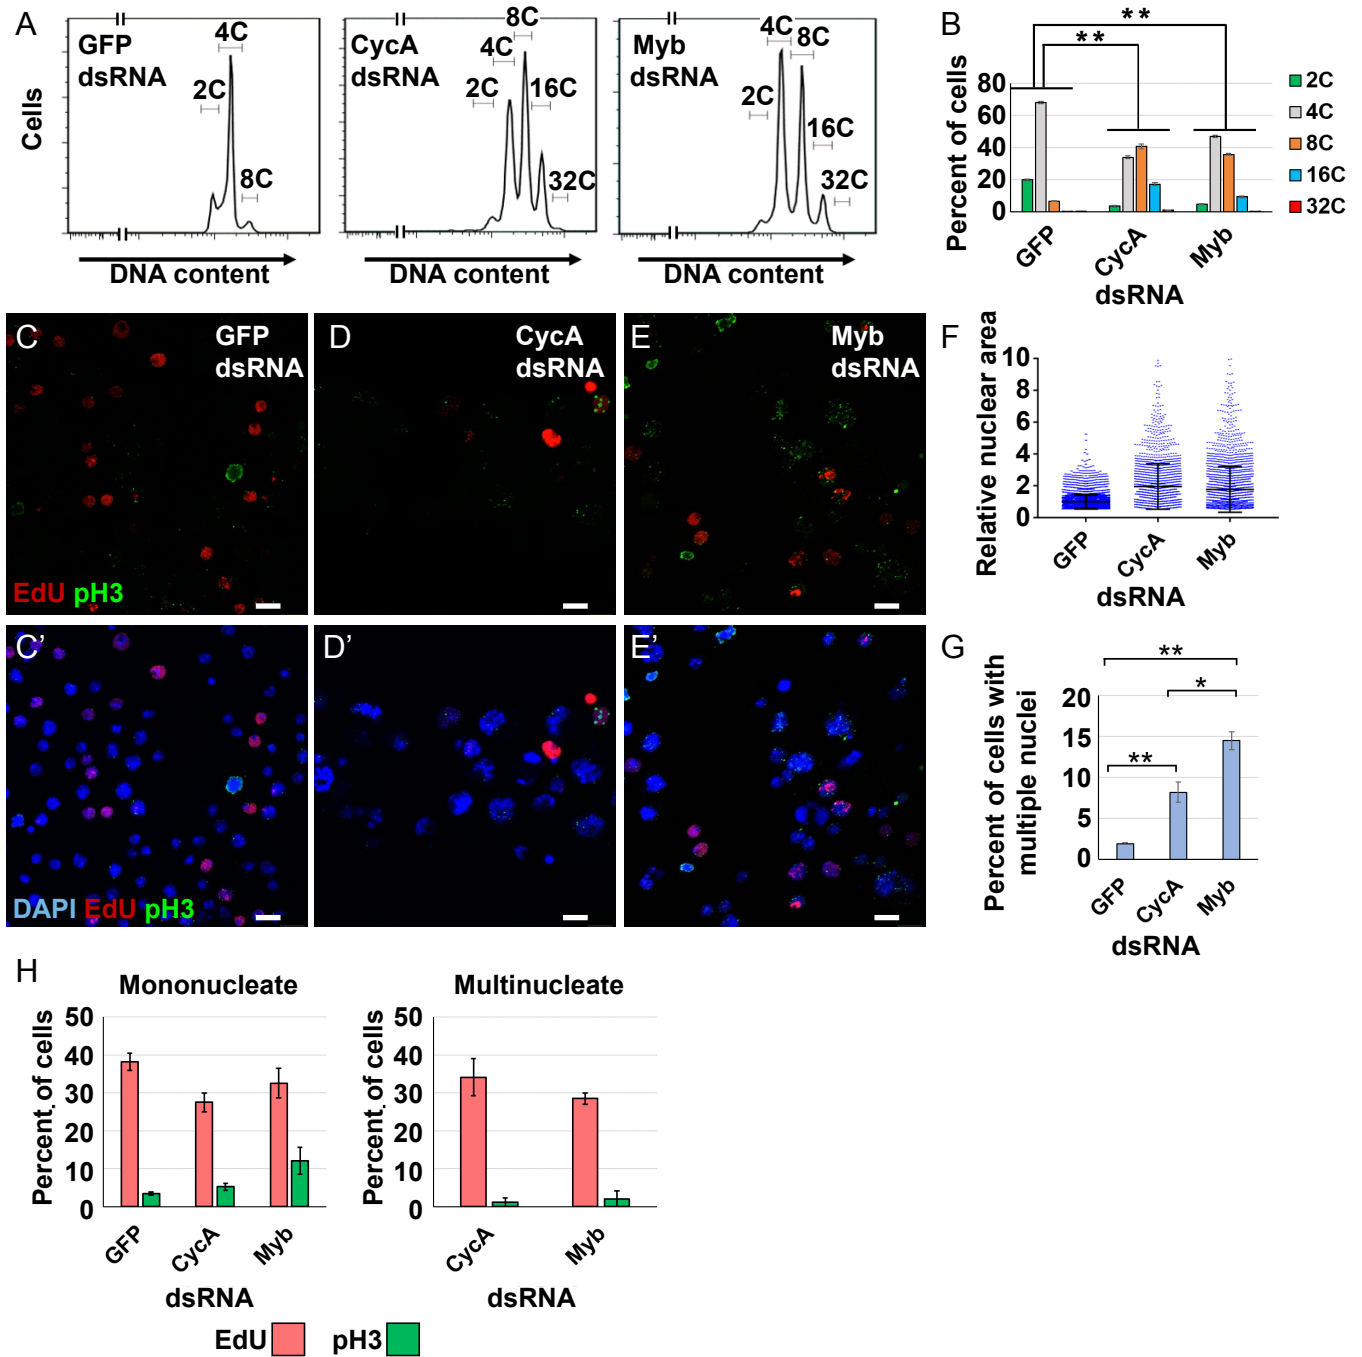 A
GFP
dsRNA
2C
4C
8C
Cells
DNA content
CycA
dsRNA
2C
4C
8C
16C
32C
DNA content
Myb
dsRNA
2C
4C
8C
16C
32C
DNA content
B
**
**
Percent of cells
80
60
40
20
0
GFP
CycA
Myb
dsRNA
2C
4C
8C
16C
32C
C
GFP
dsRNA
EdU pH3
D
CycA
dsRNA
E
Myb
dsRNA
F
Relative nuclear area
10
8
6
4
2
0
GFP
CycA
Myb
dsRNA
C'
DAPI EdU pH3
D'
E'
G
**
*
**
Percent of cells with
multiple nuclei
20
15
10
5
0
GFP
CycA
Myb
dsRNA
H
Mononucleate
Percent of cells
50
40
30
20
10
0
GFP
CycA
Myb
dsRNA
Multinucleate
Percent of cells
50
40
30
20
10
0
CycA
Myb
dsRNA
EdU
pH3